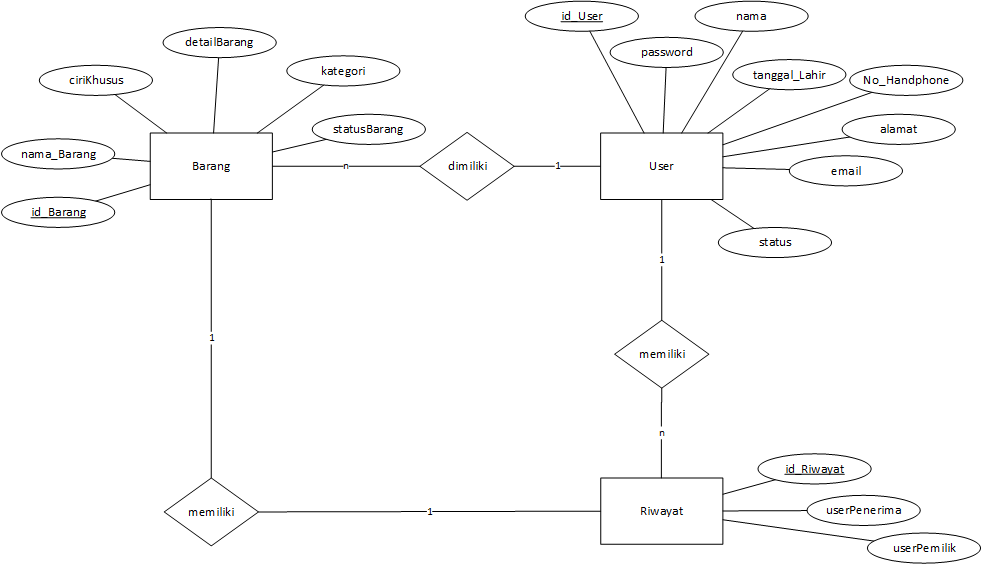 id_User
nama
detailBarang
password
ciriKhusus
kategori
tanggal_Lahir
No_Handphone
statusBarang
alamat
nama_Barang
Barang
n
dimiliki
1
User
email
id_Barang
status
1
1
memiliki
n
id_Riwayat
memiliki
1
Riwayat
userPenerima
userPemilik